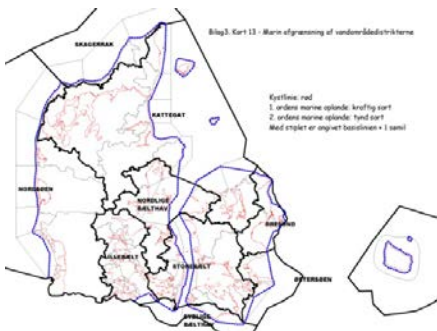 Bilag3. Kort 13 - Marin afgrænsning af vandområdedistrikterne
SKAGERRAK
Kystlinie: rød
1. ordens marine oplande: kraftig sort
2. ordens marine oplande: tynd sort
Med stiplet er angivet basislinien + 1 sømil
KATTEGAT
NORDSØEN
NORDLIGE
BÆLTHAV
ØRESUND
LILLEBÆLT
STOREBÆLT
ØSTERSØEN
SYDLIGE
BÆLTHAV